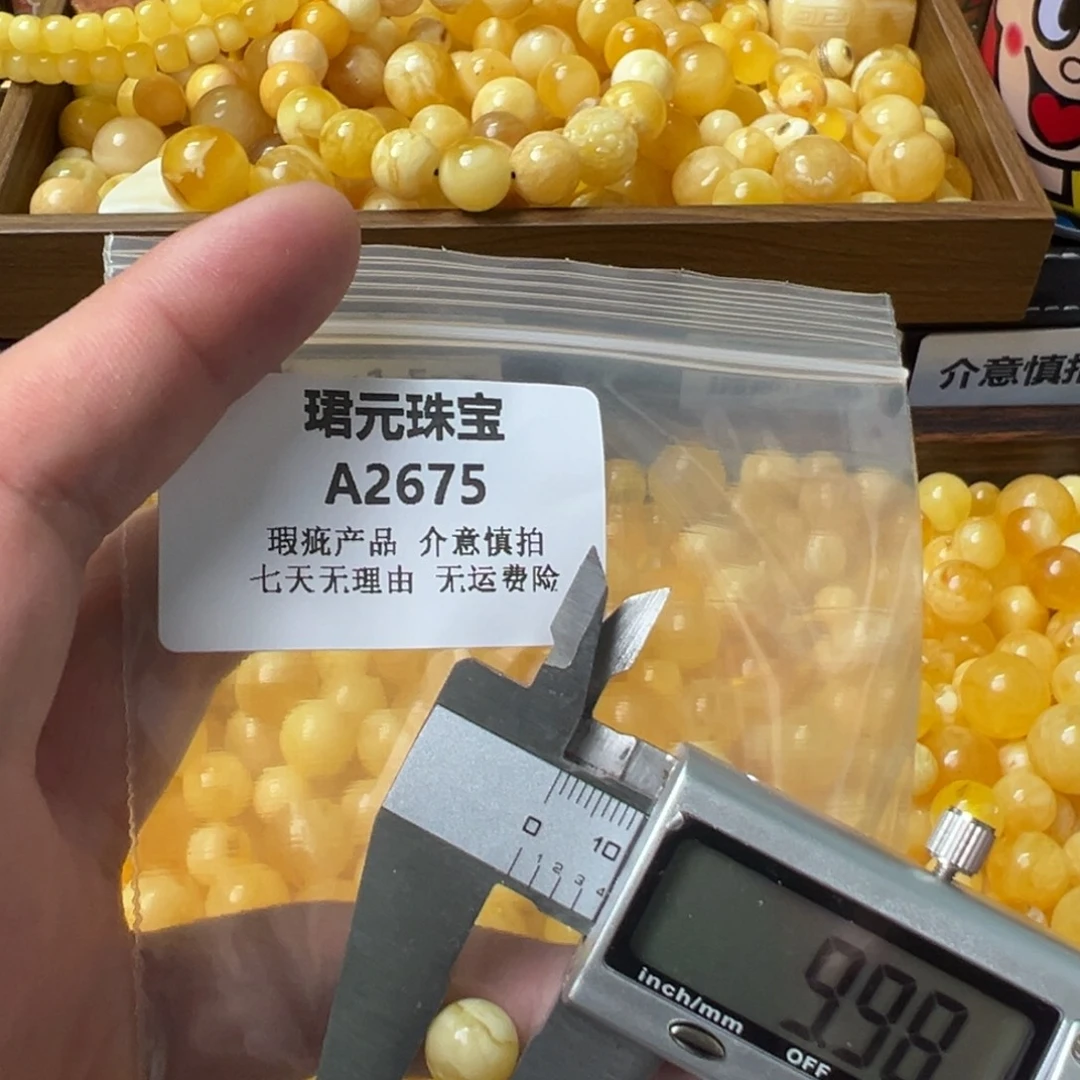 珺元珠宝
A2675
瑕疵产品 介意慎拍
七天无理由 无运费险
介意慎拍
0 10
1 2 3 4
9.98
inch/mm
OFF